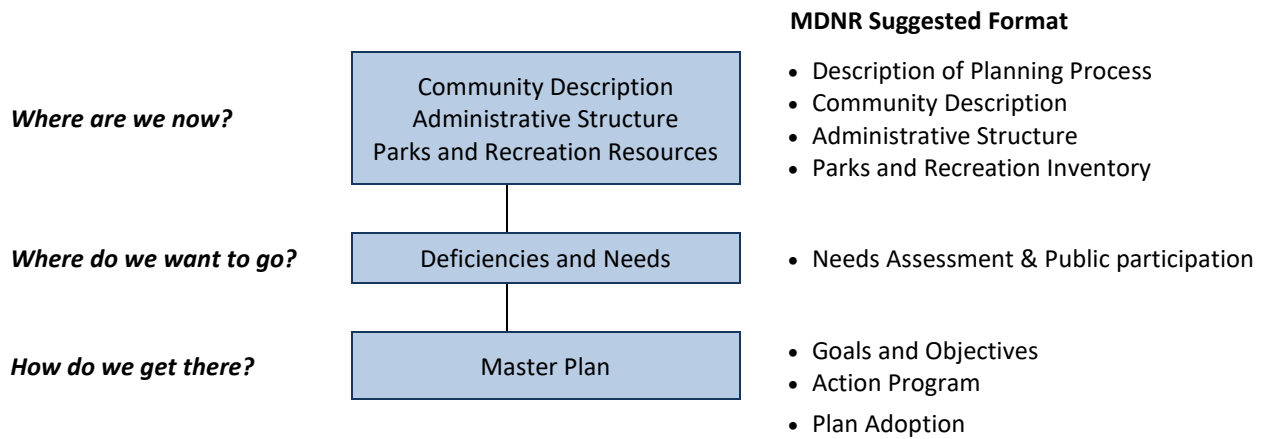 MDNR Suggested Format
Where are we now?
Community Description
Administrative Structure
Parks and Recreation Resources
• Description of Planning Process
• Community Description
• Administrative Structure
• Parks and Recreation Inventory
Where do we want to go?
Deficiencies and Needs
• Needs Assessment & Public participation
How do we get there?
Master Plan
• Goals and Objectives
• Action Program
• Plan Adoption